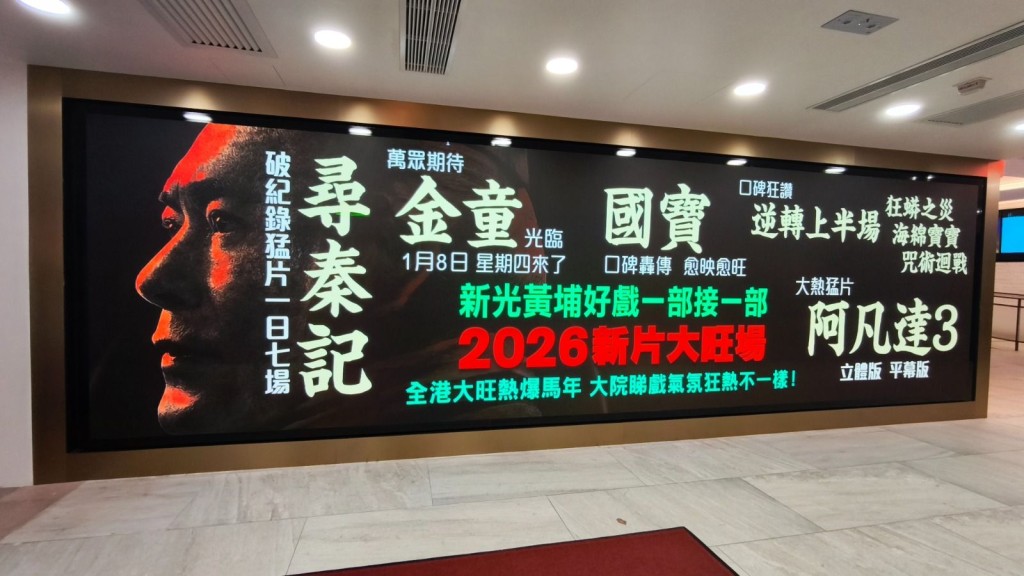 尋秦記
破紀錄猛片一日七場
萬眾期待
金童光臨
1月8日 星期四來了
國寶
口碑轟傳 愈映愈旺
口碑狂讚
逆轉上半場
狂蟒之災
海綿寶寶
咒術迴戰
新光黃埔好戲一部接一部
2026新片大旺場
全港大旺熱爆馬年 大院睇戲氣氛狂熱不一樣！
大熱猛片
阿凡達3
立體版 平幕版